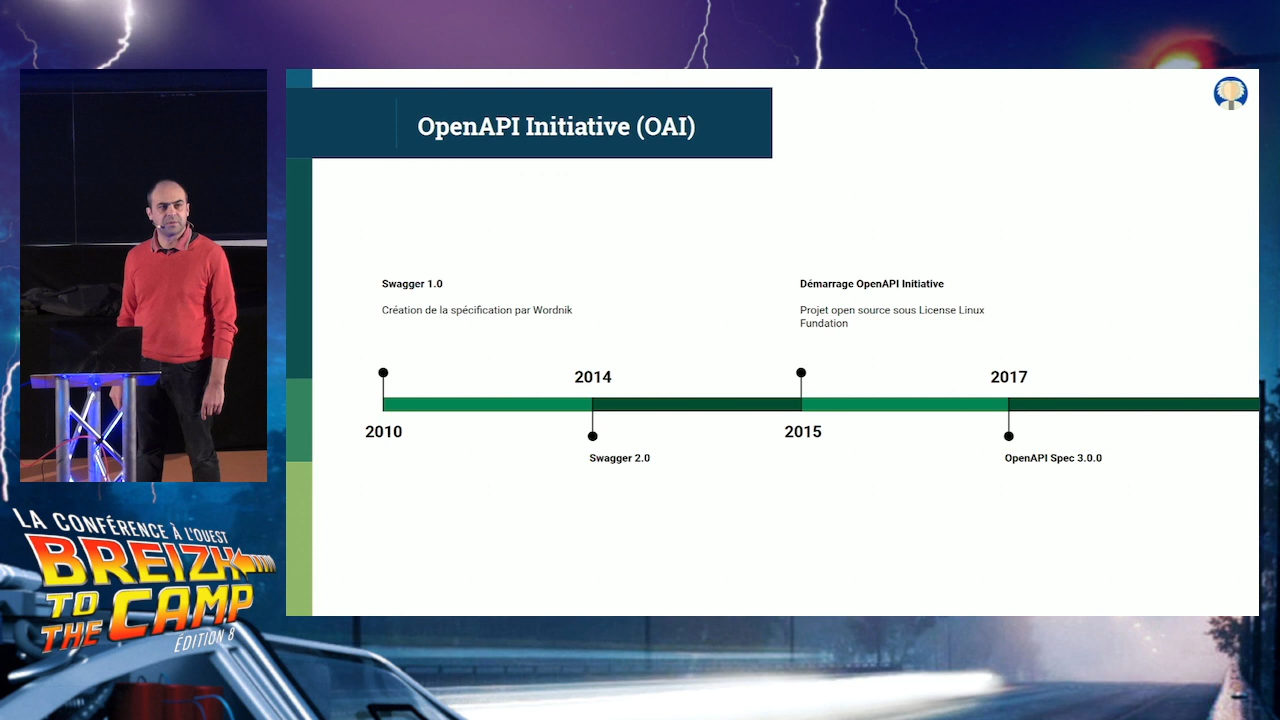 OpenAPI Initiative (OAI)
Swagger 1.0
Création de la spécification par Wordnik
Démarrage OpenAPI Initiative
Projet open source sous License Linux
Fundation
2014
2017
2010
2015
Swagger 2.0
OpenAPI Spec 3.0.0
LA CONFÉRENCE À L'OUEST
BREIZH
TO
THE
CAMP
ÉDITION 8